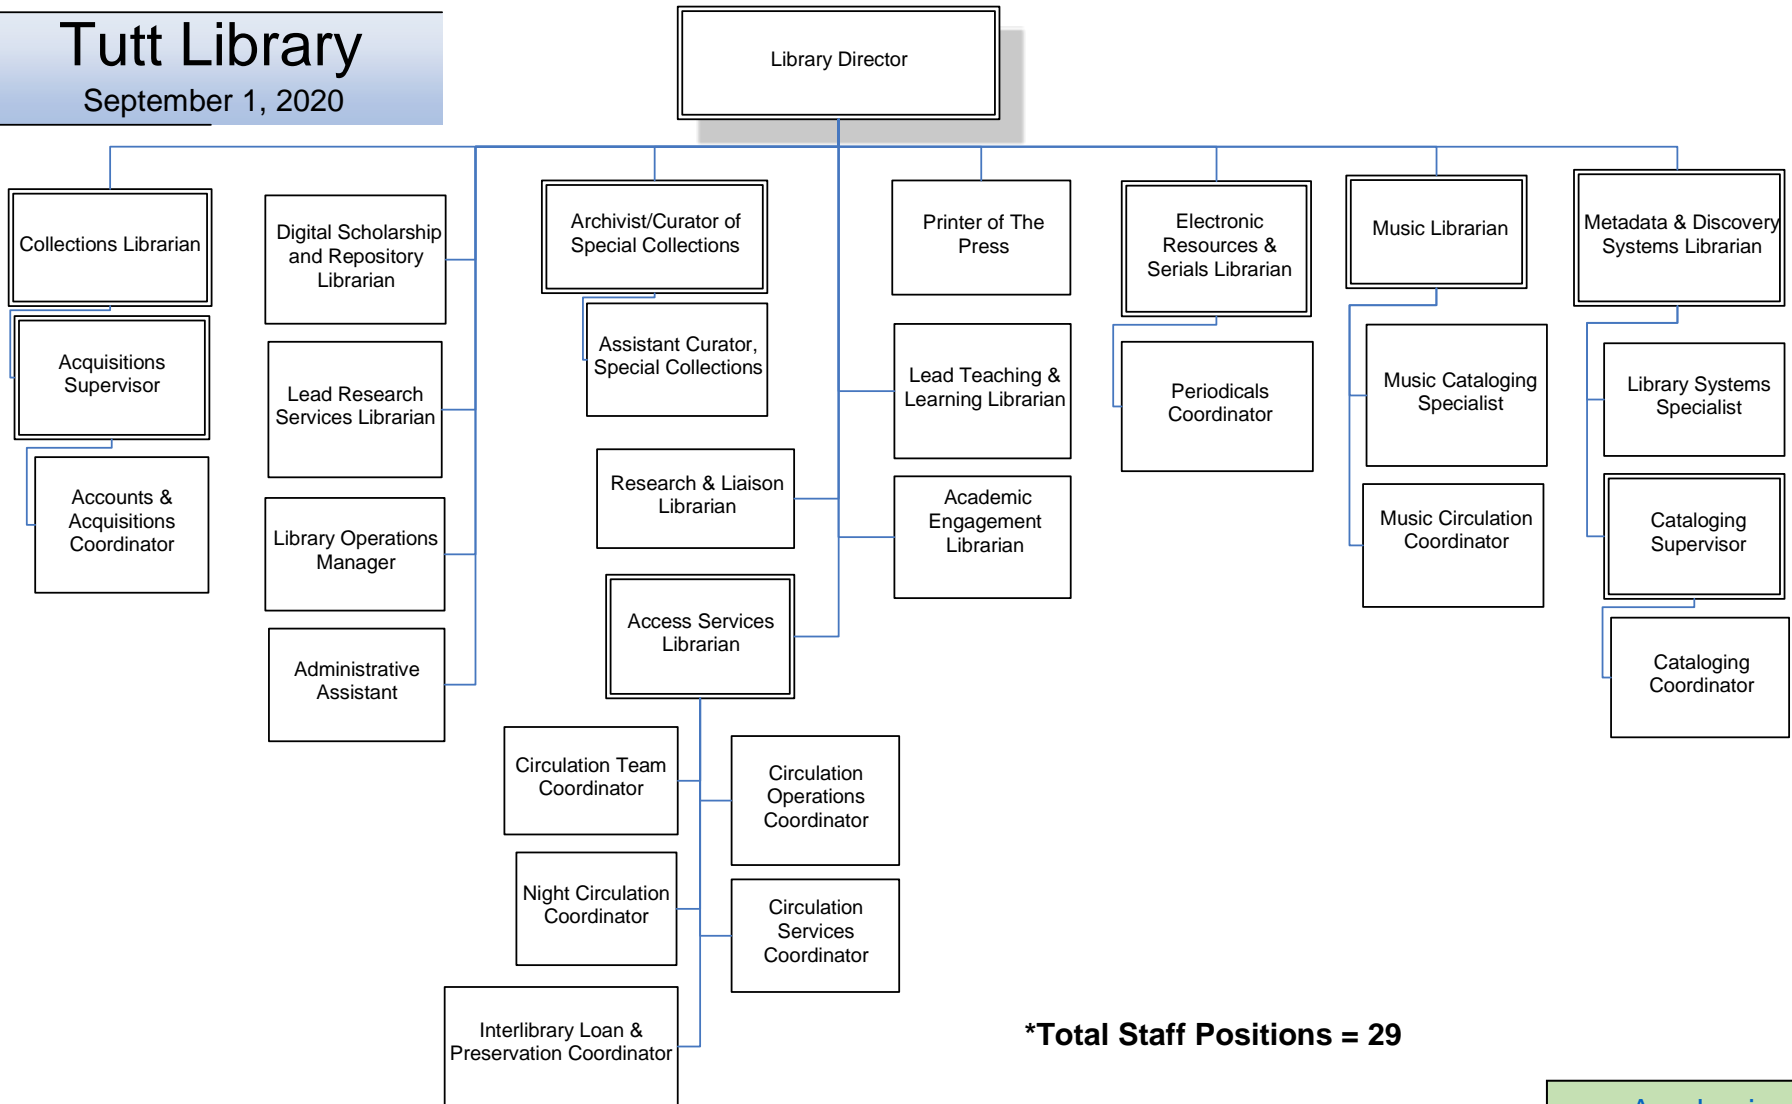 Tutt Library
September 1, 2020
Library Director
Collections Librarian
Acquisitions
Supervisor
Accounts &
Acquisitions
Coordinator
Digital Scholarship
and Repository
Librarian
Lead Research
Services Librarian
Library Operations
Manager
Administrative
Assistant
Archivist/Curator of
Special Collections
Assistant Curator,
Special Collections
Research & Liaison
Librarian
Access Services
Librarian
Circulation Team
Coordinator
Night Circulation
Coordinator
Interlibrary Loan &
Preservation Coordinator
Circulation
Operations
Coordinator
Circulation
Services
Coordinator
Printer of The
Press
Lead Teaching &
Learning Librarian
Academic
Engagement
Librarian
Electronic
Resources &
Serials Librarian
Periodicals
Coordinator
Music Librarian
Music Cataloging
Specialist
Music Circulation
Coordinator
Metadata & Discovery
Systems Librarian
Library Systems
Specialist
Cataloging
Supervisor
Cataloging
Coordinator
*Total Staff Positions = 29